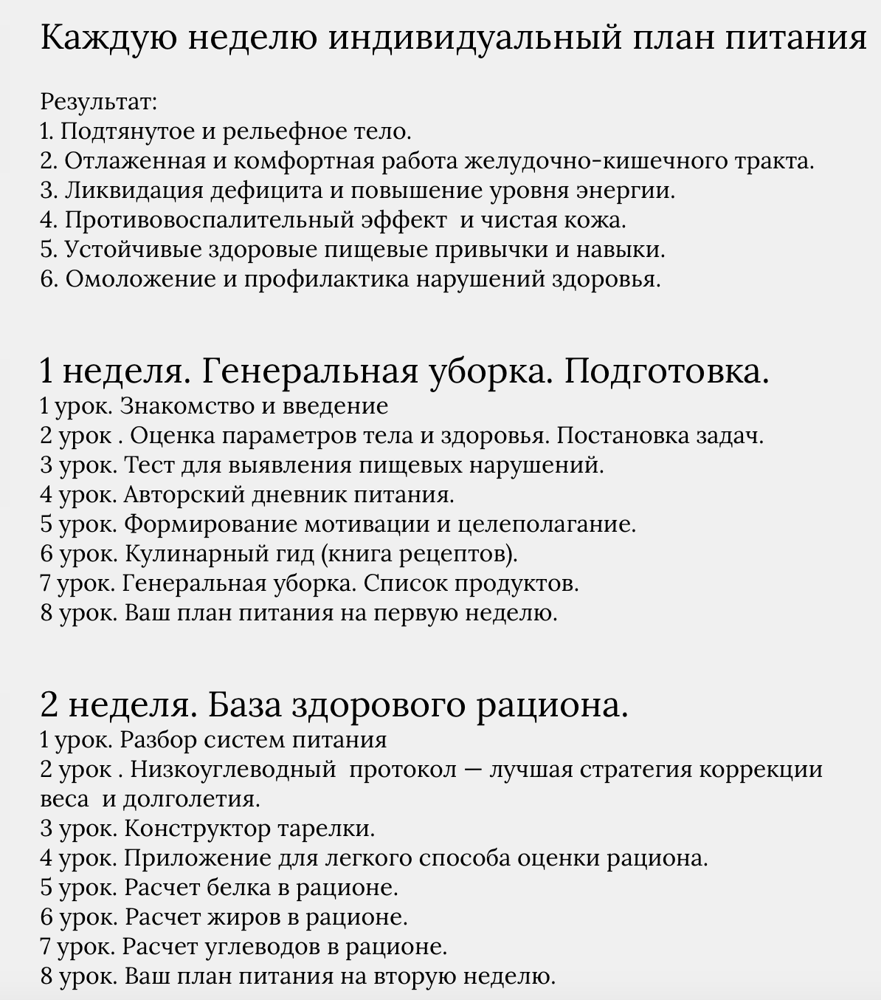 Каждую неделю индивидуальный план питания
Результат:
1. Подтянутое и рельефное тело.
2. Отлаженная и комфортная работа желудочно-кишечного тракта.
3. Ликвидация дефицита и повышение уровня энергии.
4. Противовоспалительный эффект  и чистая кожа.
5. Устойчивые здоровые пищевые привычки и навыки.
6. Омоложение и профилактика нарушений здоровья.
1 неделя. Генеральная уборка. Подготовка.
1 урок. Знакомство и введение
2 урок . Оценка параметров тела и здоровья. Постановка задач.
3 урок. Тест для выявления пищевых нарушений.
4 урок. Авторский дневник питания.
5 урок. Формирование мотивации и целеполагание.
6 урок. Кулинарный гид (книга рецептов).
7 урок. Генеральная уборка. Список продуктов.
8 урок. Ваш план питания на первую неделю.
2 неделя. База здорового рациона.
1 урок. Разбор систем питания
2 урок . Низкоуглеводный  протокол — лучшая стратегия коррекции
веса  и долголетия.
3 урок. Конструктор тарелки.
4 урок. Приложение для легкого способа оценки рациона.
5 урок. Расчет белка в рационе.
6 урок. Расчет жиров в рационе.
7 урок. Расчет углеводов в рационе.
8 урок. Ваш план питания на вторую неделю.